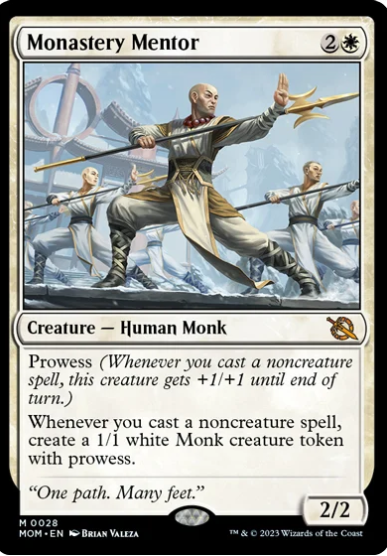 Monastery Mentor 2
Creature — Human Monk
Prowess (Whenever you cast a noncreature
spell, this creature gets +1/+1 until end of
turn.)
Whenever you cast a noncreature spell,
create a 1/1 white Monk creature token
with prowess.
“One path. Many feet.”
2/2
M 0028
MOM • EN Brian Valeza
™ & © 2023 Wizards of the Coast